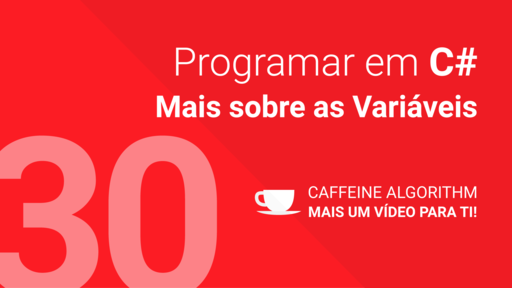 Programar em C#
Mais sobre as Variáveis
30
CAFFEINE ALGORITHM
MAIS UM VÍDEO PARA TI!